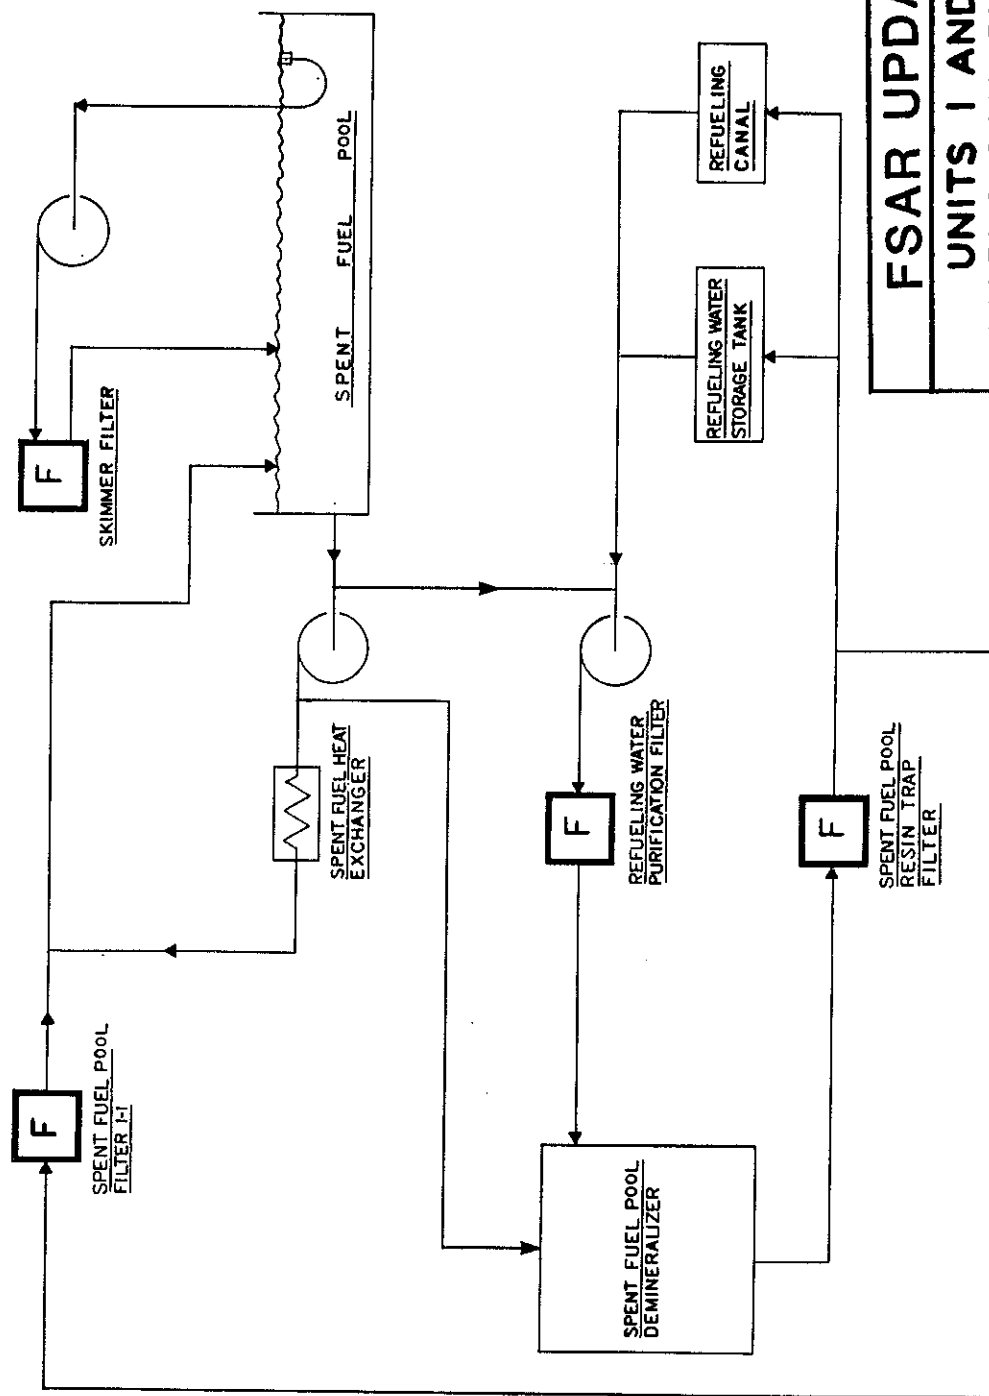 F
SKIMMER FILTER
SPENT FUEL POOL
F
SPENT FUEL POOL
FILTER 1-1
SPENT FUEL HEAT
EXCHANGER
F
REFUELING WATER
PURIFICATION FILTER
SPENT FUEL POOL
DEMINERALIZER
F
SPENT FUEL POOL
RESIN TRAP
FILTER
REFUELING WATER
STORAGE TANK
REFUELING
CANAL
FSAR UPDA
UNITS 1 AND